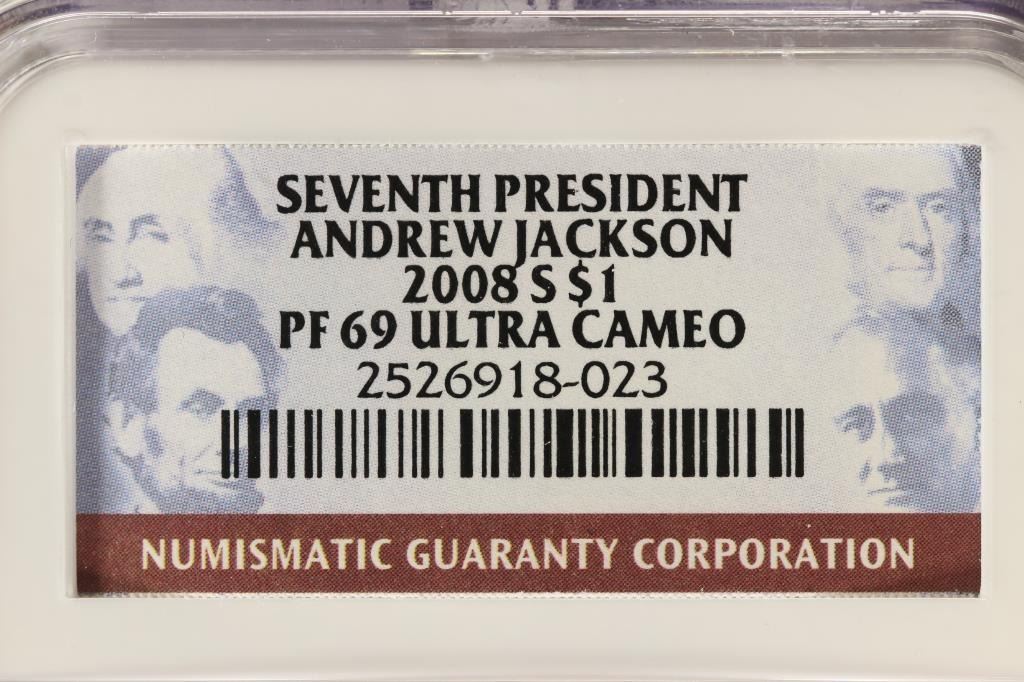 SEVENTH PRESIDENT
ANDREW JACKSON
2008 S $1
PF 69 ULTRA CAMEO
2526918-023
NUMISMATIC GUARANTY CORPORATION